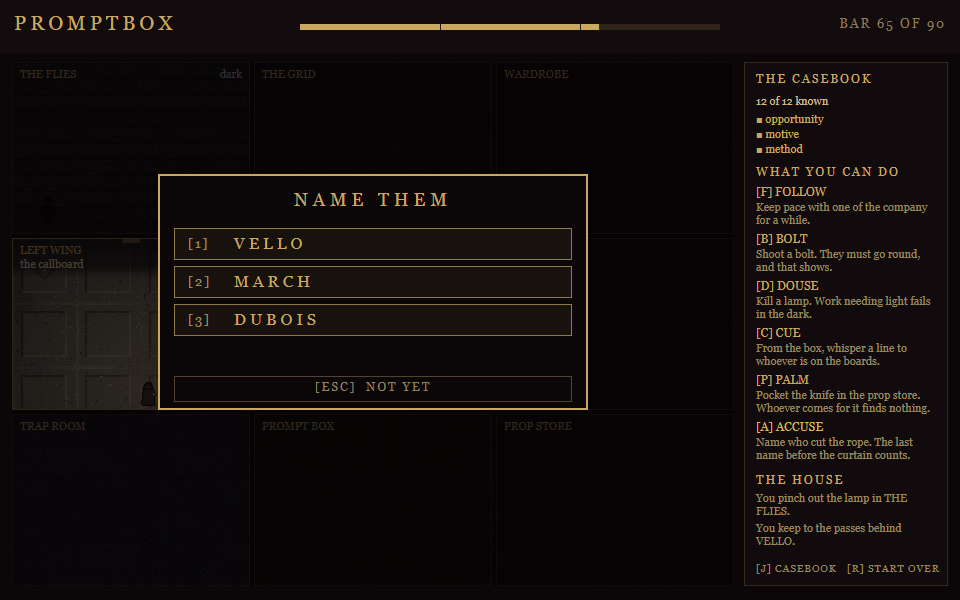 PROMPTBOX
BAR 65 OF 90
THE FLIES
dark
THE GRID
WARDROBE
LEFT WING
the callboard
NAME THEM
[1] VELLO
[2] MARCH
[3] DUBOIS
[ESC] NOT YET
TRAP ROOM
PROMPT BOX
PROP STORE
THE CASEBOOK
12 of 12 known
■ opportunity
■ motive
■ method
WHAT YOU CAN DO
[F] FOLLOW
Keep pace with one of the company
for a while.
[B] BOLT
Shoot a bolt. They must go round,
and that shows.
[D] DOUSE
Kill a lamp. Work needing light fails
in the dark.
[C] CUE
From the box, whisper a line to
whoever is on the boards.
[P] PALM
Pocket the knife in the prop store.
Whoever comes for it finds nothing.
[A] ACCUSE
Name who cut the rope. The last
name before the curtain counts.
THE HOUSE
You pinch out the lamp in THE
FLIES.
You keep to the passes behind
VELLO.
[J] CASEBOOK [R] START OVER